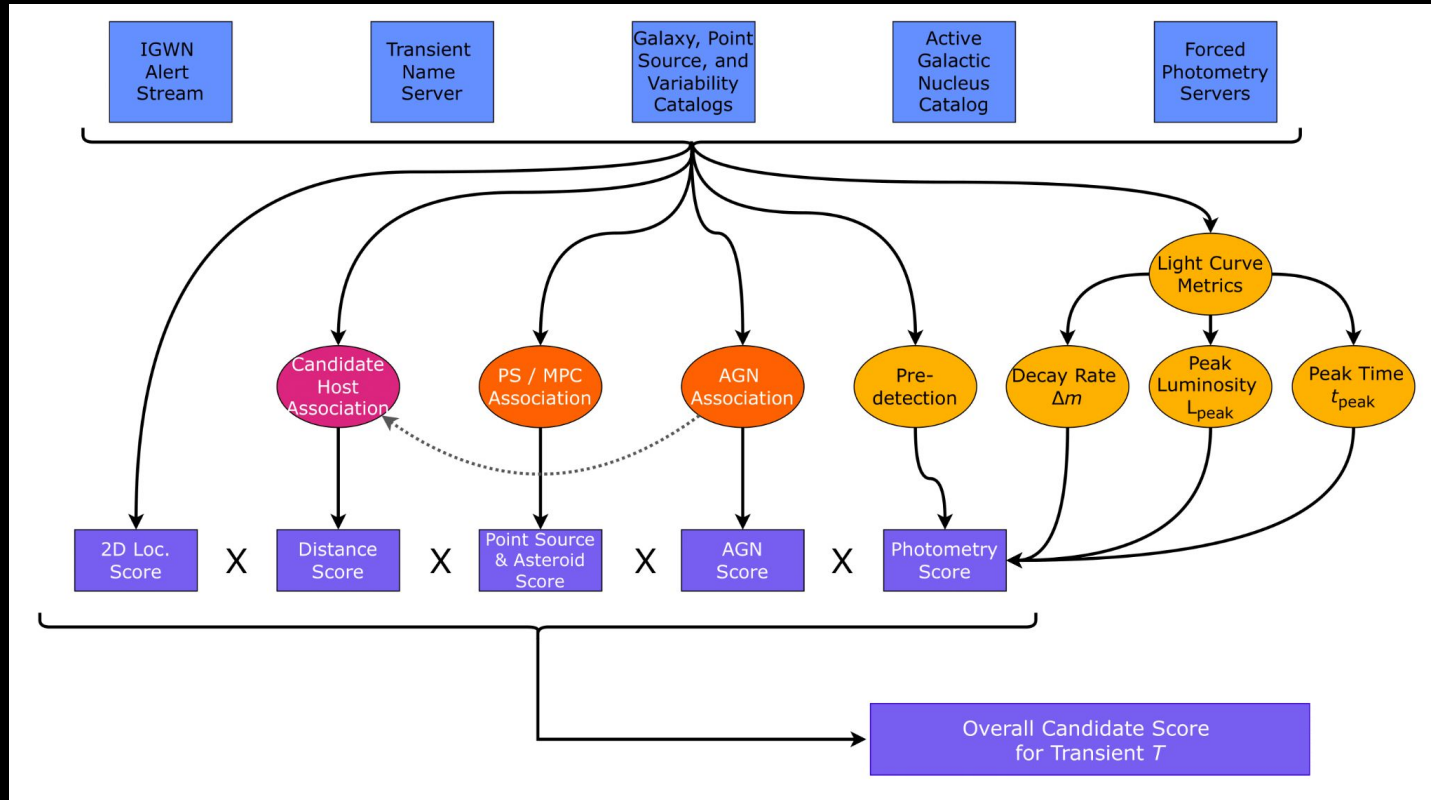 IGWN
Alert
Stream
Transient
Name
Server
Galaxy, Point
Source, and
Variability
Catalogs
Active
Galactic
Nucleus
Catalog
Forced
Photometry
Servers
Light Curve
Metrics
Candidate
Host
Association
PS / MPC
Association
AGN
Association
Pre-
detection
Decay Rate
Δm
Peak
Luminosity
Lpeak
Peak Time
tpeak
2D Loc.
Score
X
Distance
Score
X
Point Source
& Asteroid
Score
X
AGN
Score
X
Photometry
Score
Overall Candidate Score
for Transient T